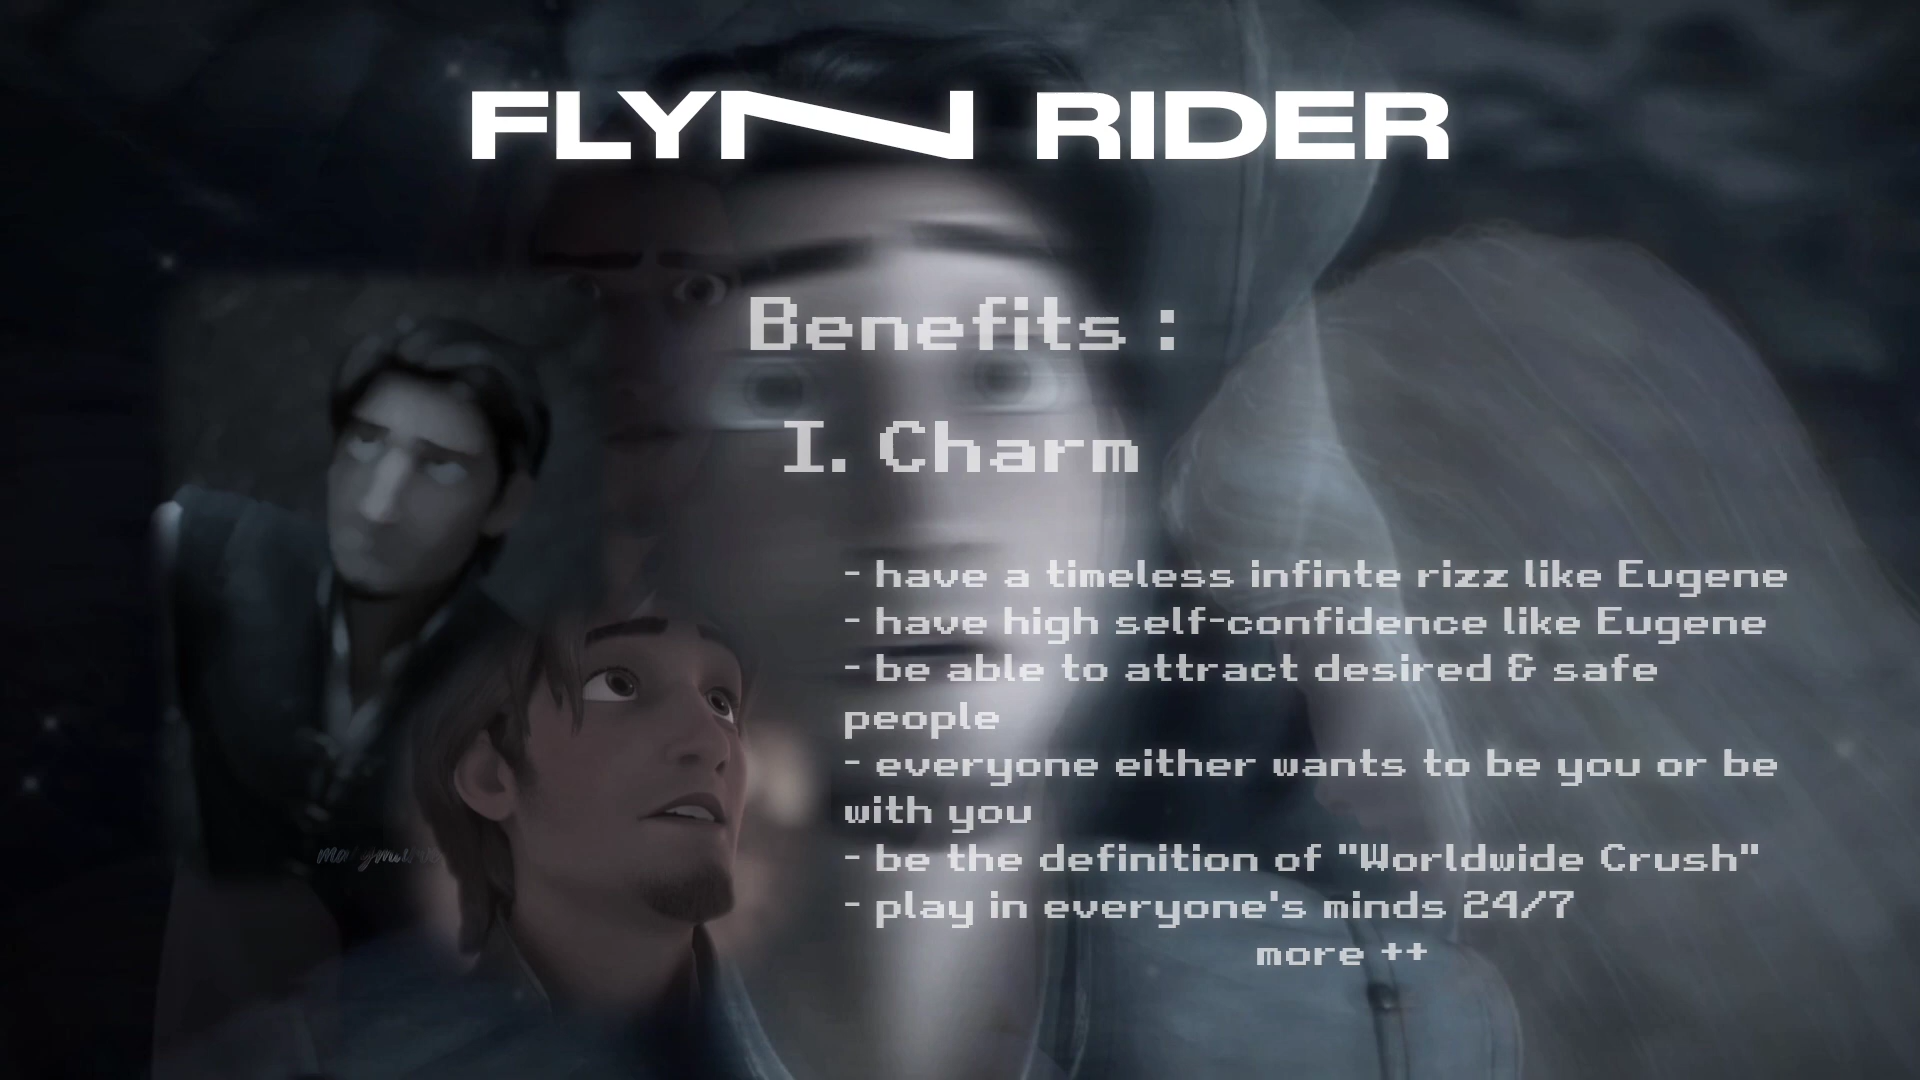 FLYN RIDER
Benefits :
I. Charm
- have a timeless infinte rizz like Eugene
- have high self-confidence like Eugene
- be able to attract desired & safe
people
- everyone either wants to be you or be
with you
- be the definition of "Worldwide Crush"
- play in everyone's minds 24/7
more ++